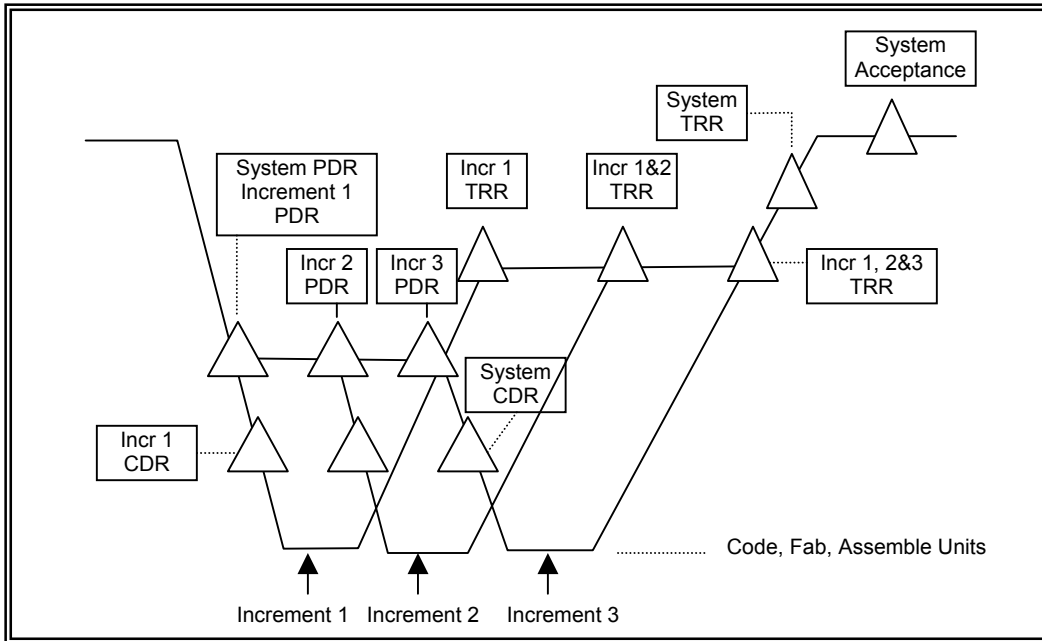 System
Acceptance
System
TRR
System PDR
Increment 1
PDR
Incr 1
TRR
Incr 1&2
TRR
Incr 2
PDR
Incr 3
PDR
Incr 1, 2&3
TRR
System
CDR
Incr 1
CDR
Code, Fab, Assemble Units
Increment 1
Increment 2
Increment 3